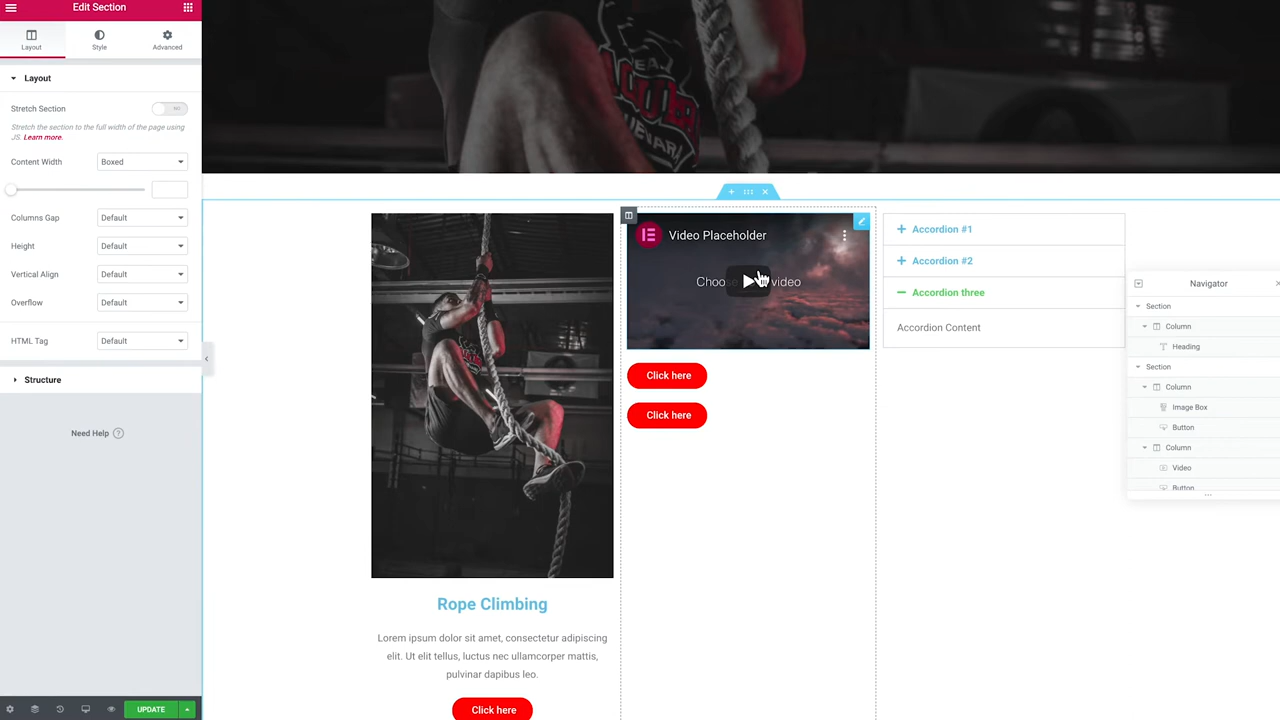 Edit Section
Layout
Style
Advanced
Layout
Stretch Section
NO
Stretch the section to the full width of the page using
JS. Learn more.
Content Width
Boxed
Columns Gap
Default
Height
Default
Vertical Align
Default
Overflow
Default
HTML Tag
Default
Structure
Need Help
UPDATE
Rope Climbing
Lorem ipsum dolor sit amet, consectetur adipiscing
elit. Ut elit tellus, luctus nec ullamcorper mattis,
pulvinar dapibus leo.
Click here
Video Placeholder
Click here
Click here
Accordion #1
Accordion #2
Accordion three
Accordion Content
Navigator
Section
Column
Heading
Section
Column
Image Box
Button
Column
Video
Button